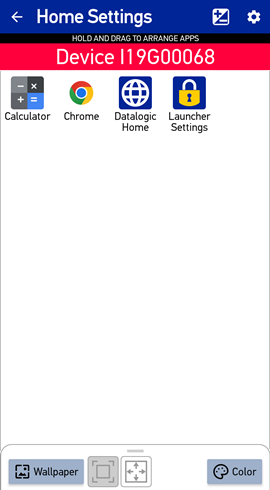 Home Settings
HOLD AND DRAG TO ARRANGE APPS
Device I19G00068
Calculator Chrome Datalogic Home Launcher Settings
Wallpaper Color